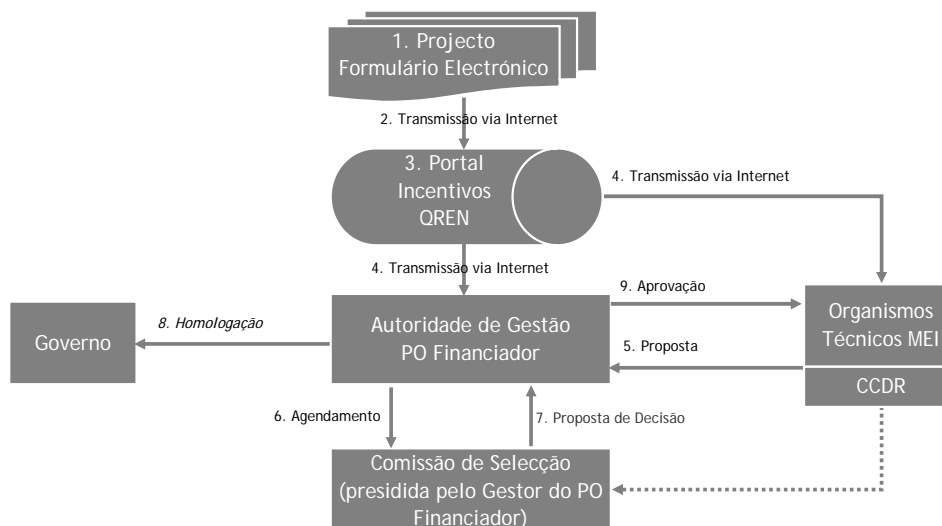 1. Projecto
Formulário Electrónico
2. Transmissão via Internet
3. Portal
Incentivos
QREN
4. Transmissão via Internet
4. Transmissão via Internet
9. Aprovação
Organismos
Técnicos MEI
8. Homologação
Governo
Autoridade de Gestão
PO Financiador
5. Proposta
CCDR
6. Agendamento
7. Proposta de Decisão
Comissão de Selecção
(presidida pelo Gestor do PO
Financiador)